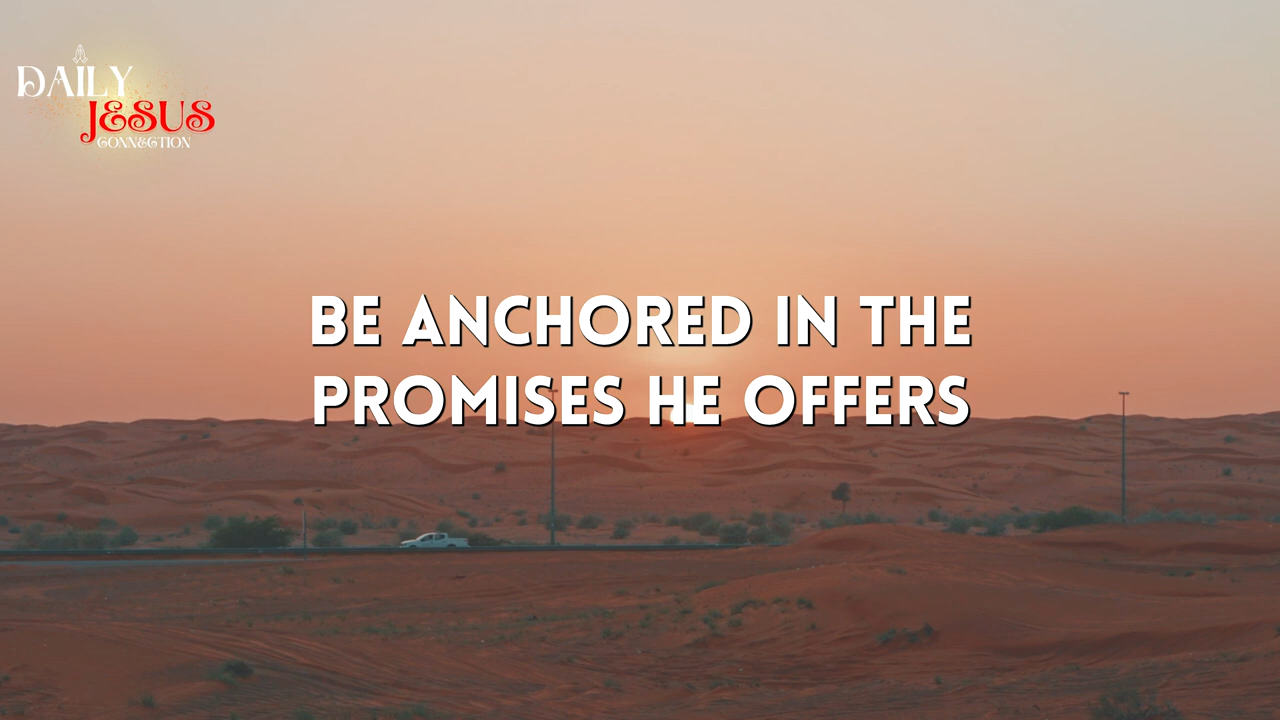 DAILY
JESUS
CONNECTION
BE ANCHORED IN THE
PROMISES HE OFFERS